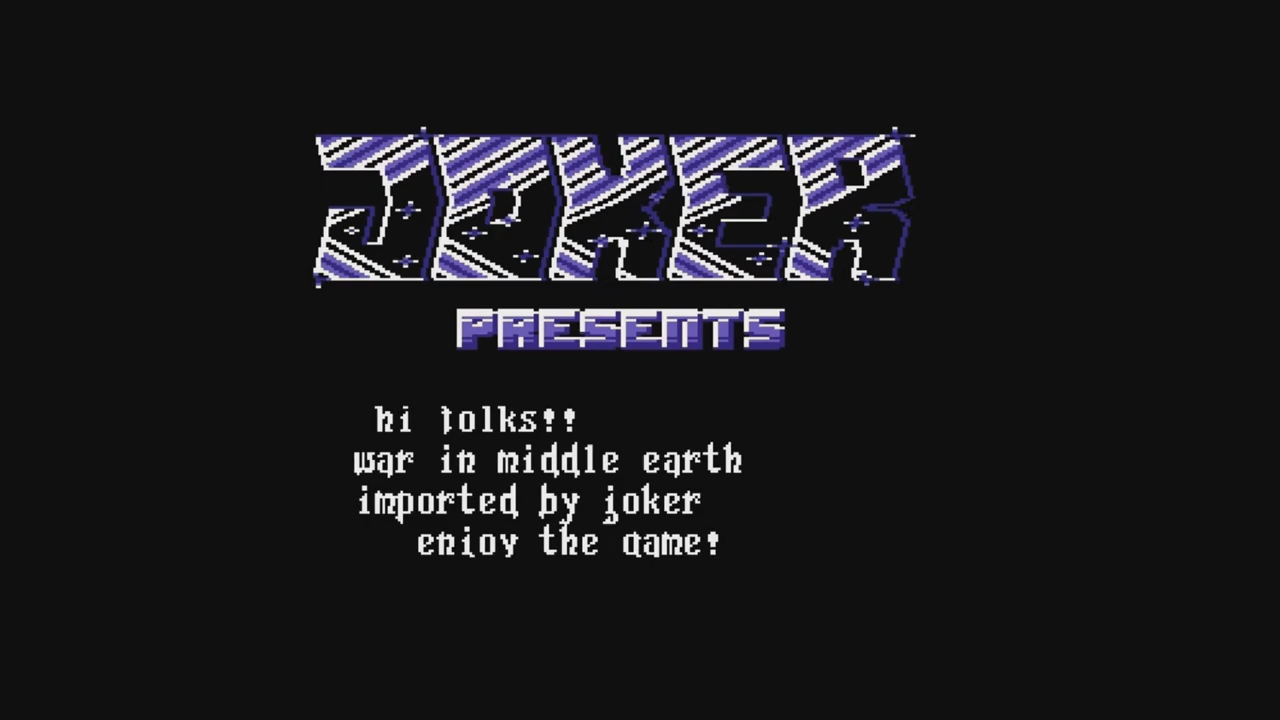 JOKER
PRESENTS
hi folks!!
war in middle earth
imported by joker
enjoy the game!